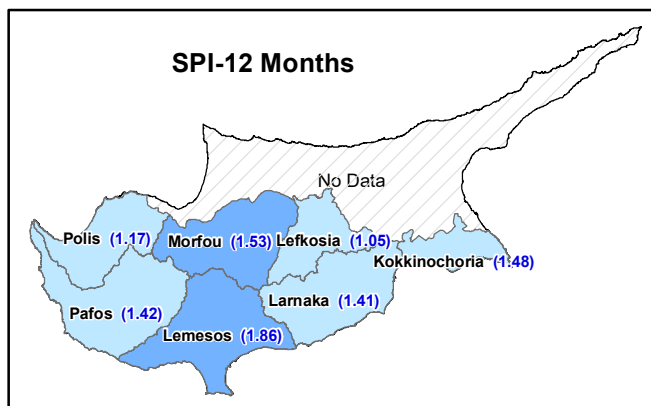 SPI-12 Months
No Data
Polis (1.17)
Morfou (1.53)
Lefkosia (1.05)
Kokkinochoria (1.48)
Pafos (1.42)
Larnaka (1.41)
Lemesos (1.86)